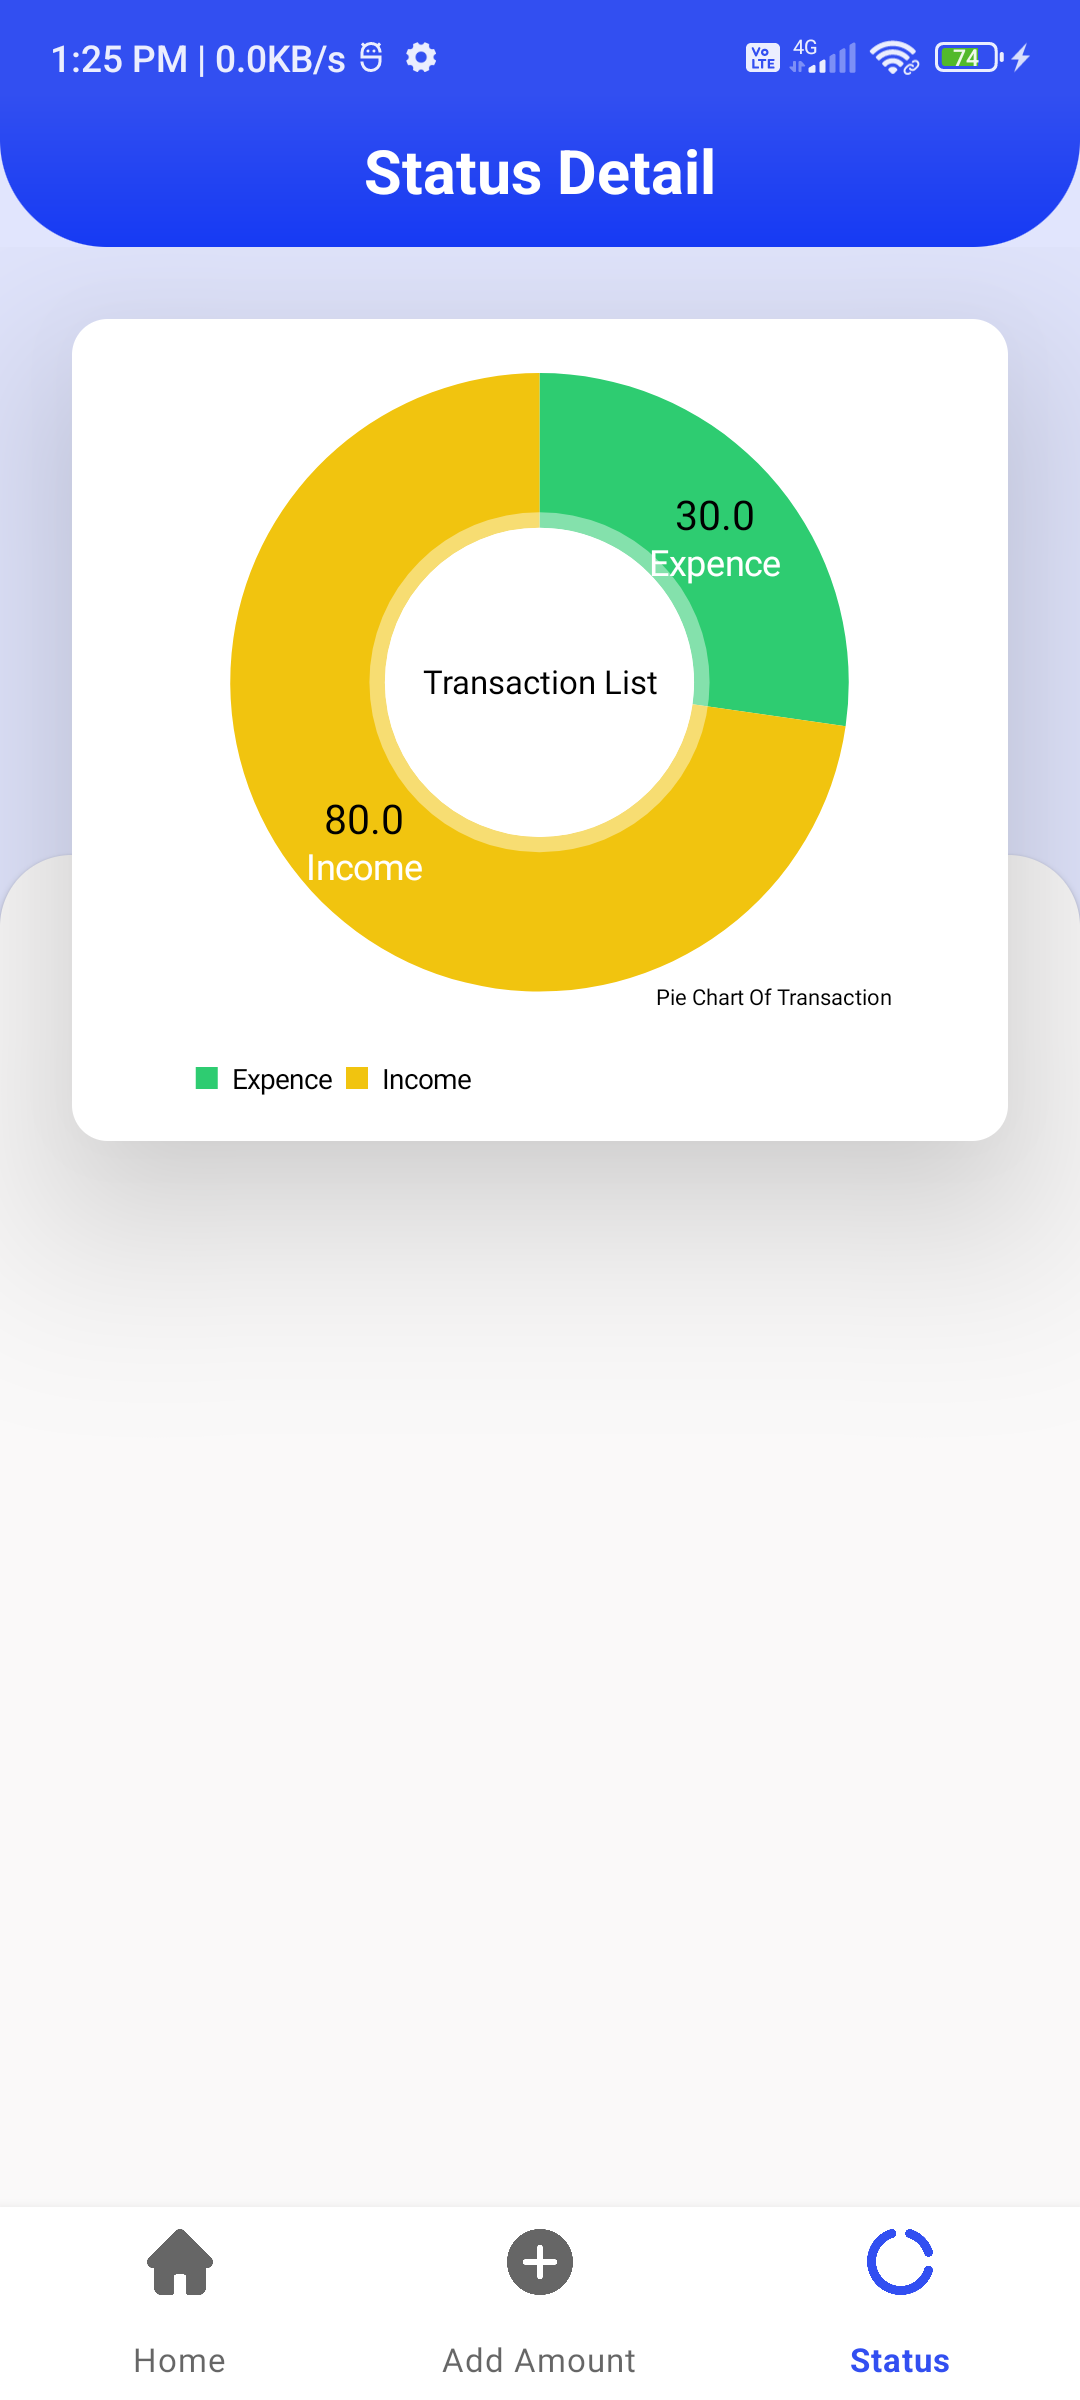 1:25 PM | 0.0KB/s
Vo LTE 4G 74
Status Detail
30.0
Expence
Transaction List
80.0
Income
Pie Chart Of Transaction
Expence Income
Home Add Amount Status